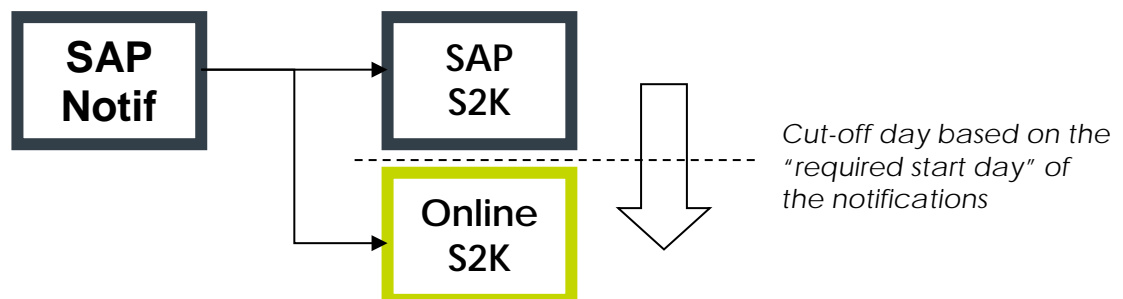 SAP
Notif
SAP
S2K
Cut-off day based on the
“required start day” of
the notifications
Online
S2K